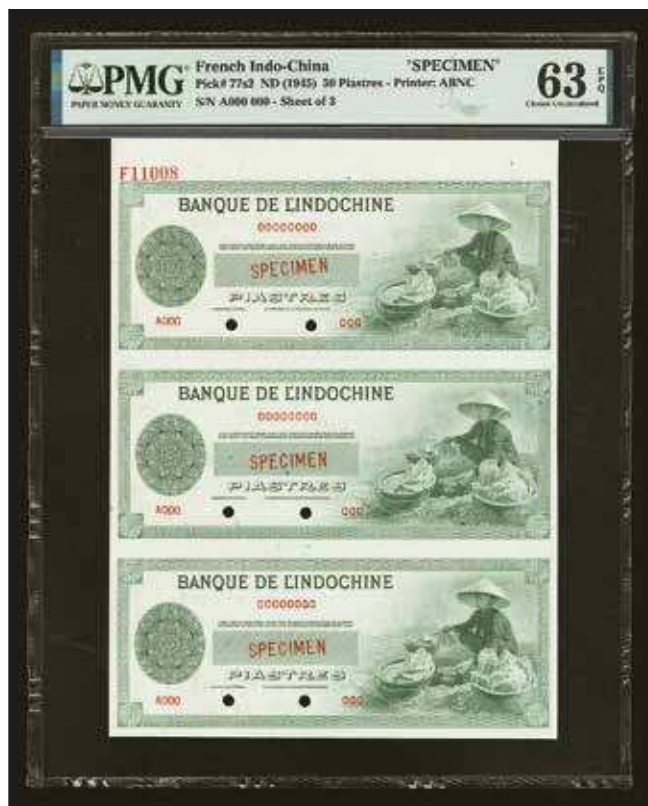 PMG
PAPER MONEY GUARANTY
French Indo-China "SPECIMEN"
Pick# 77s2 ND (1945) 50 Piastres - Printer: ABNC
S/N A000 000 - Sheet of 3
63 EPQ
Choice Uncirculated
F11008
BANQUE DE L'INDOCHINE
00000000
SPECIMEN
PIASTRES
A000 000
BANQUE DE L'INDOCHINE
00000000
SPECIMEN
PIASTRES
A000 000
BANQUE DE L'INDOCHINE
00000000
SPECIMEN
PIASTRES
A000 000